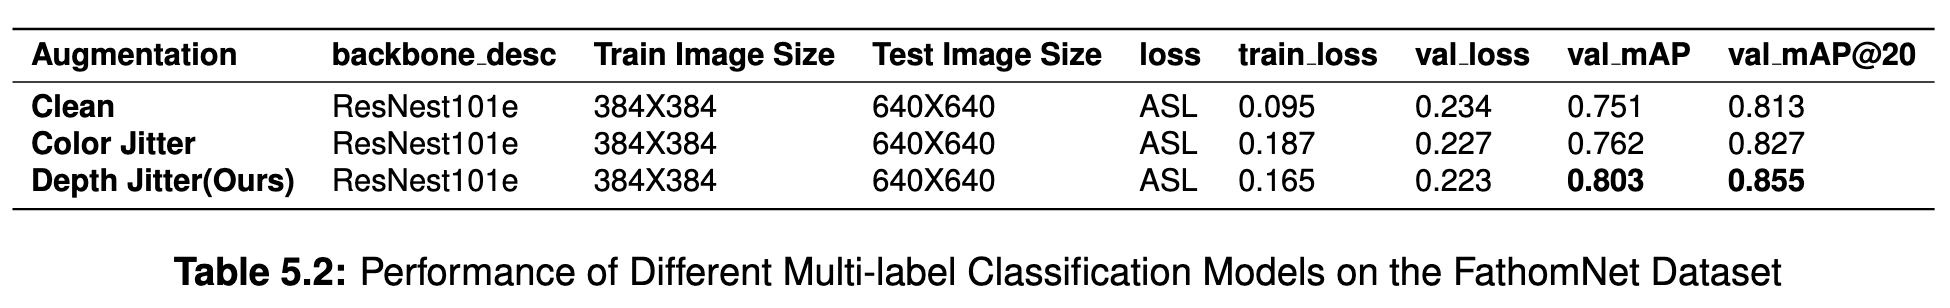 Augmentation backbone_desc Train Image Size Test Image Size loss train_loss val_loss val_mAP val_mAP@20
Clean ResNest101e 384X384 640X640 ASL 0.095 0.234 0.751 0.813
Color Jitter ResNest101e 384X384 640X640 ASL 0.187 0.227 0.762 0.827
Depth Jitter(Ours) ResNest101e 384X384 640X640 ASL 0.165 0.223 0.803 0.855
Table 5.2: Performance of Different Multi-label Classification Models on the FathomNet Dataset